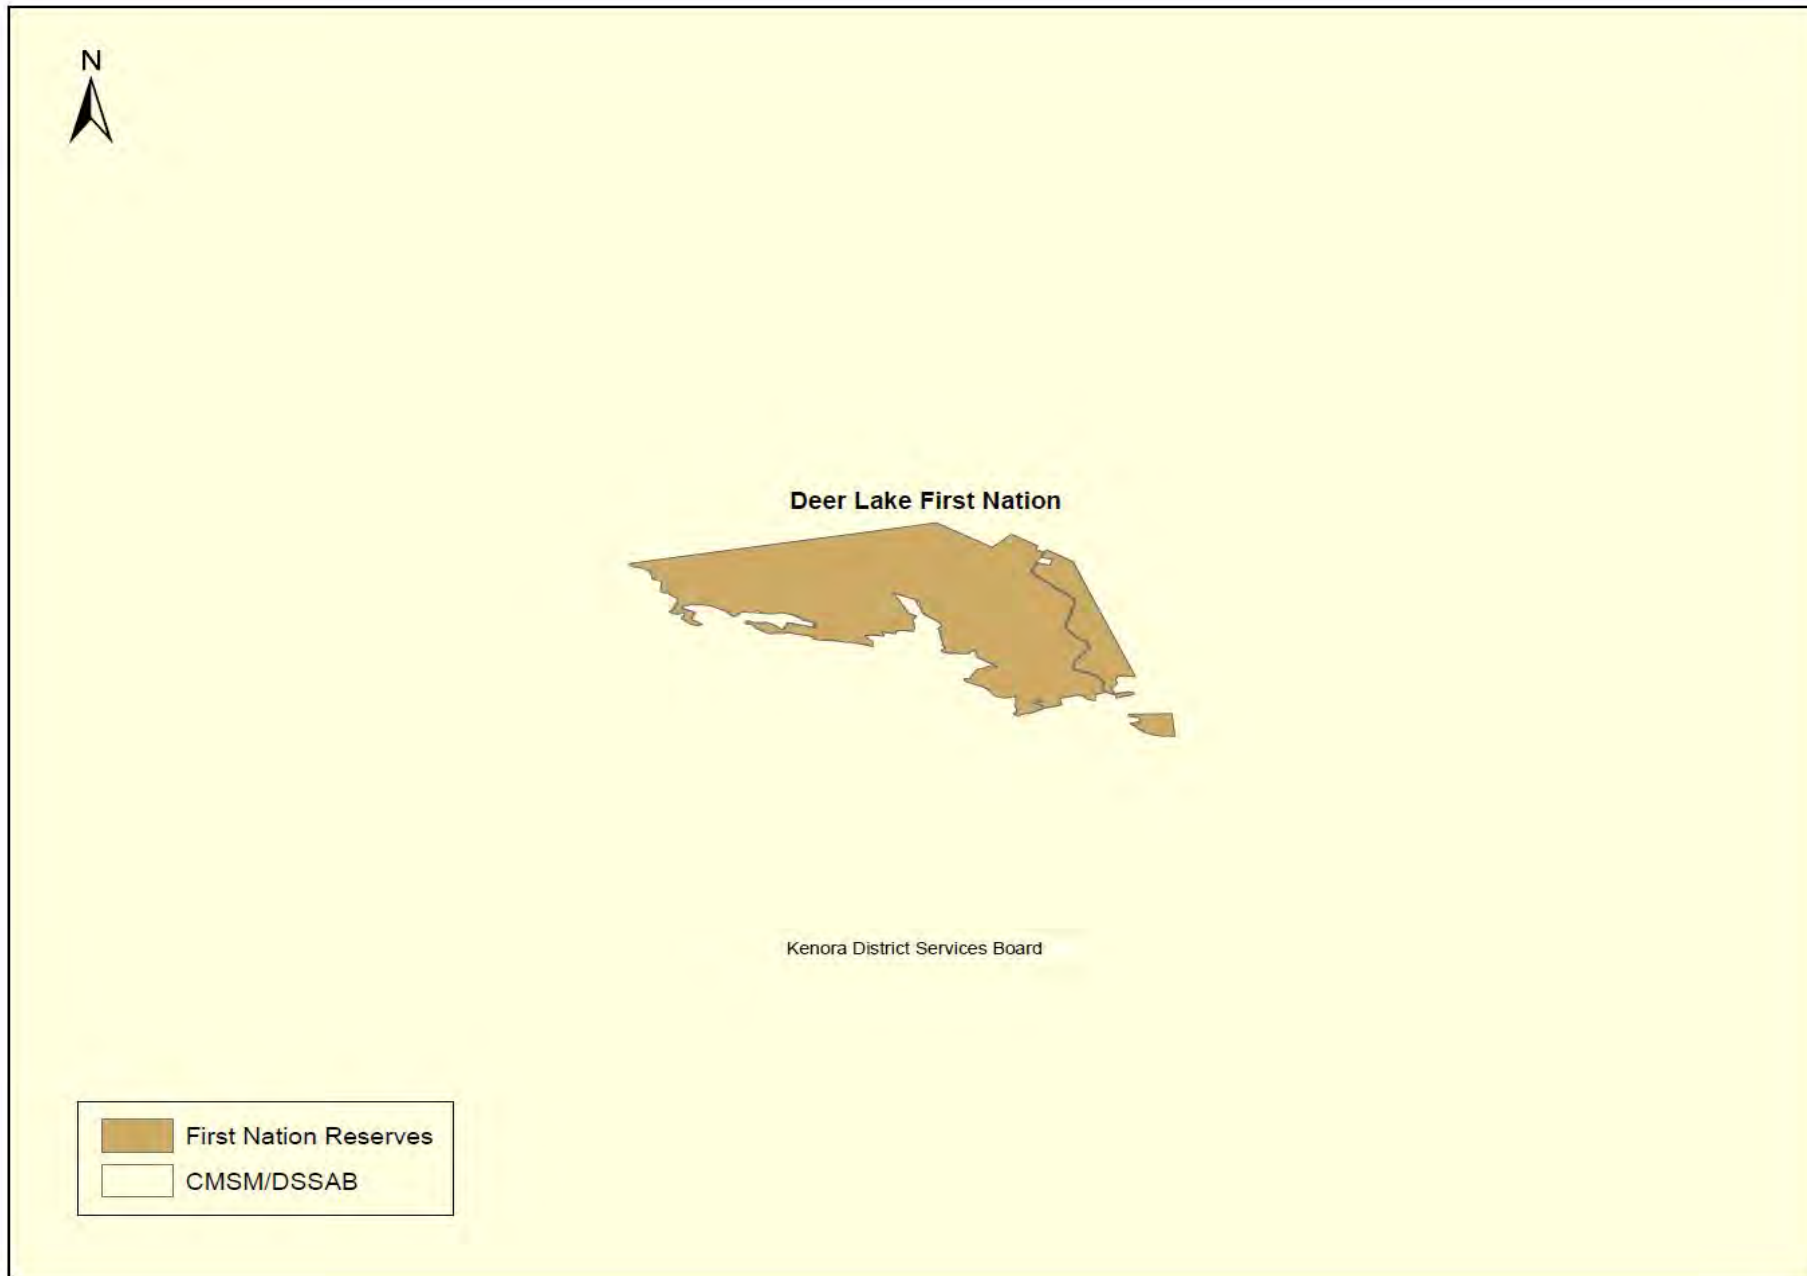 N
Deer Lake First Nation
Kenora District Services Board
First Nation Reserves
CMSM/DSSAB